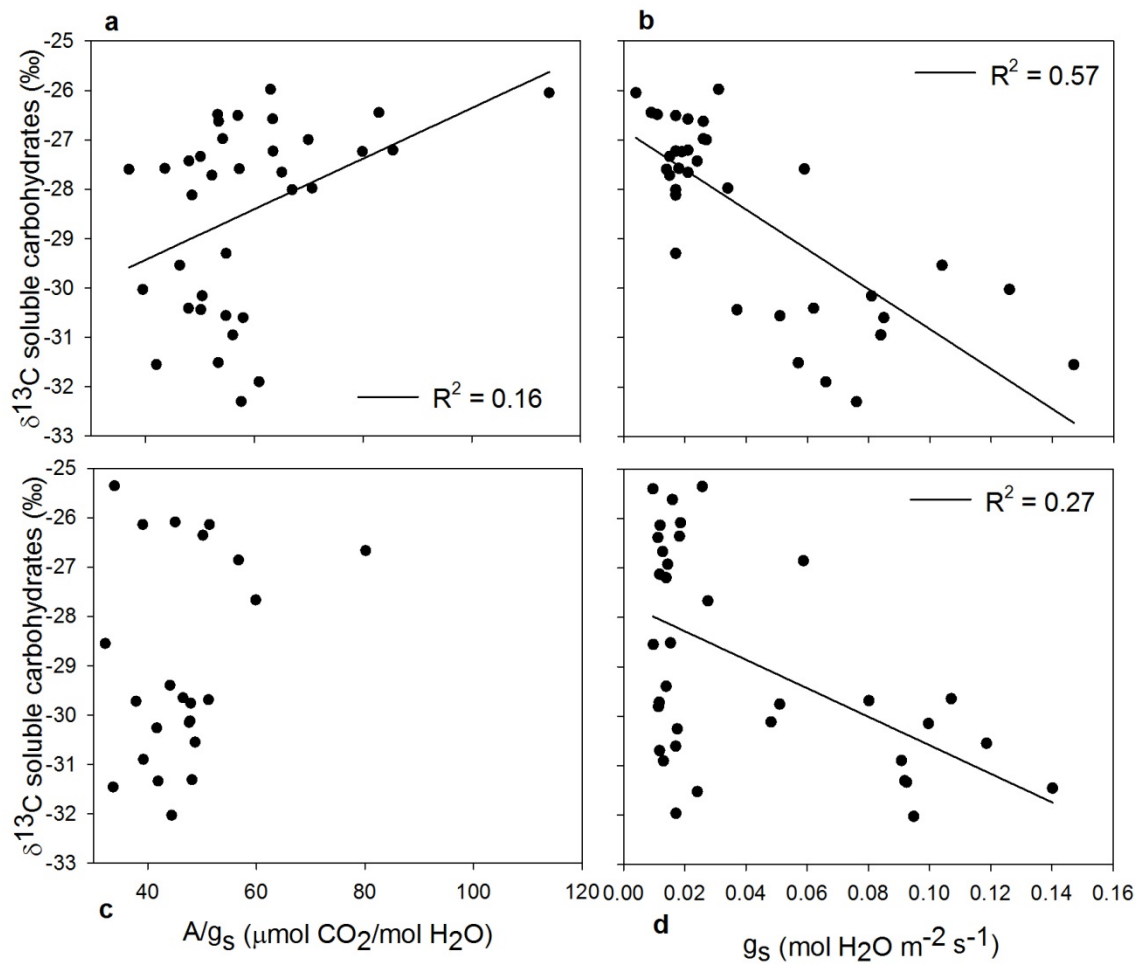 a
b
δ13C soluble carbohydrates (‰)
-25
-26
-27
-28
-29
-30
-31
-32
-33
R2 = 0.16
R2 = 0.57
δ13C soluble carbohydrates (‰)
-25
-26
-27
-28
-29
-30
-31
-32
-33
R2 = 0.27
40 60 80 100 120
0.00 0.02 0.04 0.06 0.08 0.10 0.12 0.14 0.16
c
A/gs (μmol CO2/mol H2O)
d
gs (mol H2O m-2 s-1)